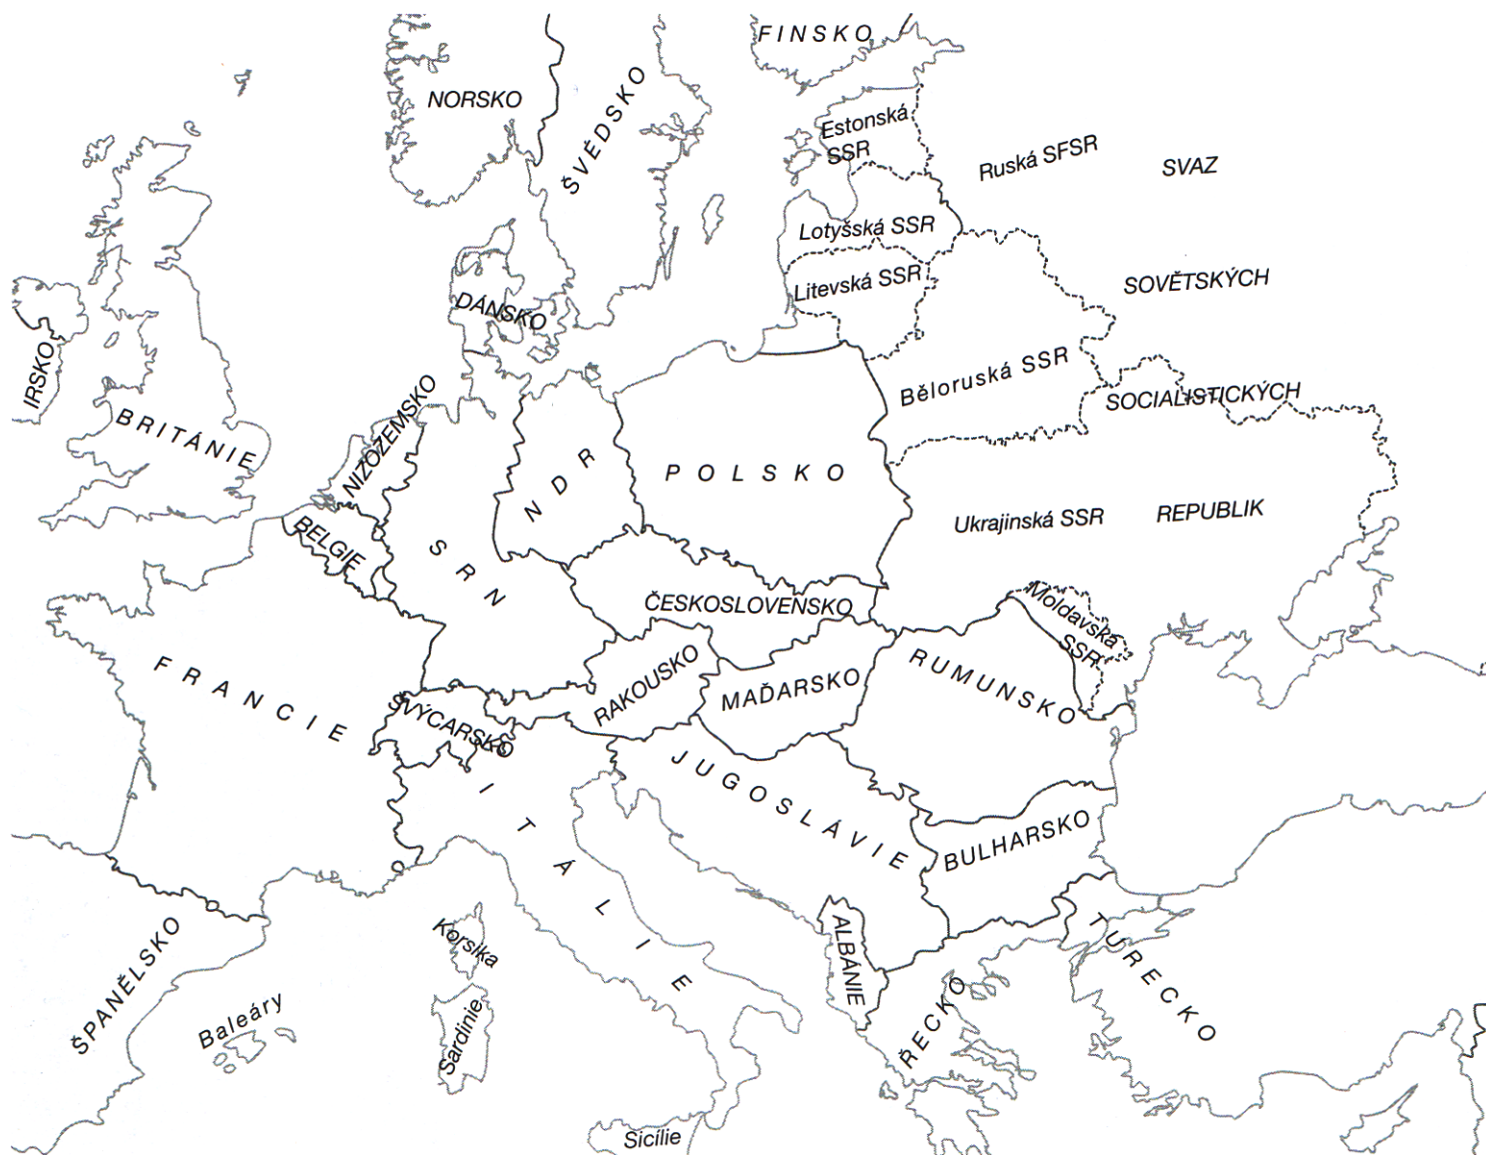 FINSKO
NORSKO
ŠVÉDSKO
Estonská
SSR
Ruská SFSR
SVAZ
Lotyšská SSR
Litevská SSR
SOVĚTSKÝCH
DÁNSKO
IRSKO
BRITÁNIE
NIZOZEMSKO
Běloruská SSR
SOCIALISTICKÝCH
POLSKO
NDR
BELGIE
SRN
Ukrajinská SSR
REPUBLIK
ČESKOSLOVENSKO
Moldavská
SSR
FRANCIE
ŠVÝCARSKO
RAKOUSKO
MAĎARSKO
RUMUNSKO
ITÁLIE
JUGOSLÁVIE
BULHARSKO
ŠPANĚLSKO
Korsika
ALBÁNIE
TURECKO
Baleáry
Sardinie
ŘECKO
Sicílie